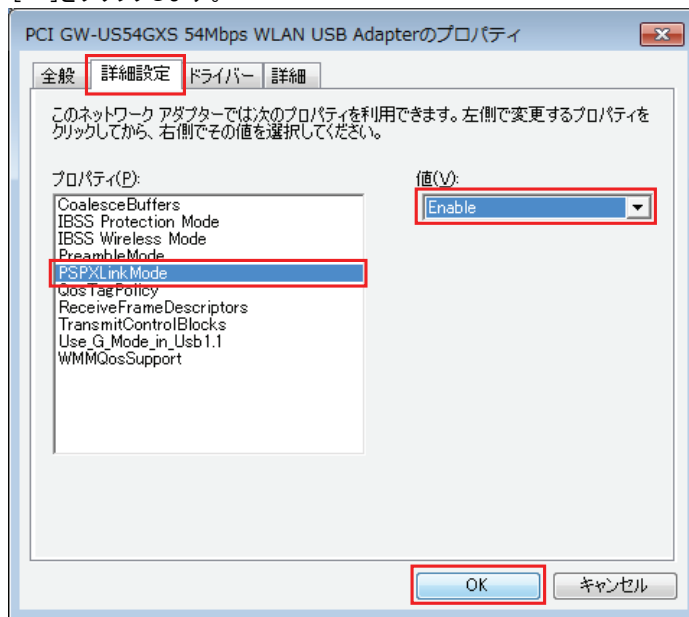 PCI GW-US54GXS 54Mbps WLAN USB Adapterのプロパティ
全般 詳細設定 ドライバー 詳細
このネットワーク アダプターでは次のプロパティを利用できます。左側で変更するプロパティを
クリックしてから、右側でその値を選択してください。
プロパティ(P):
値(V):
CoalesceBuffers
IBSS Protection Mode
IBSS Wireless Mode
PreambleMode
PSPXLinkMode
QosTagPolicy
ReceiveFrameDescriptors
TransmitControlBlocks
Use_G_Mode_in_Usb1.1
WMMQosSupport
Enable
OK キャンセル